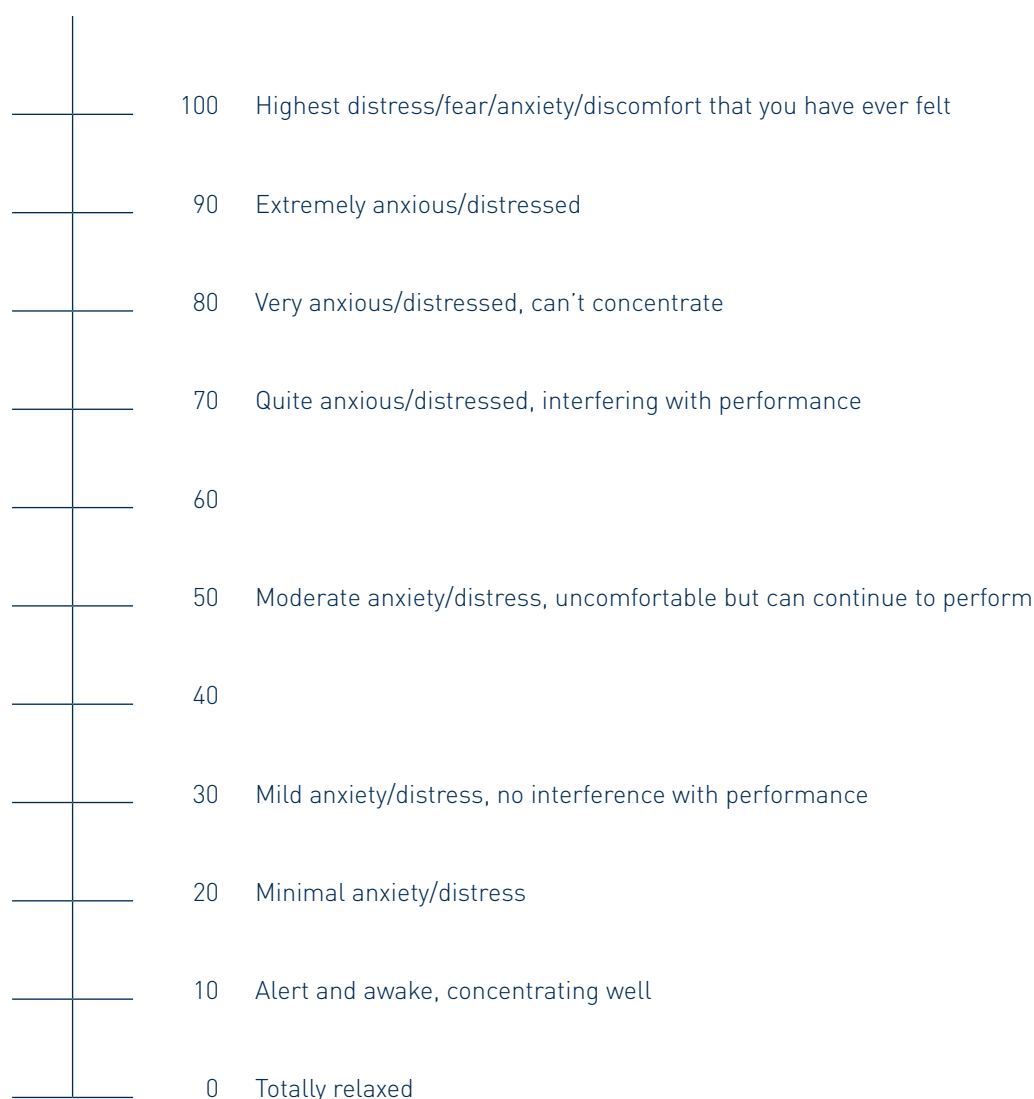 100 Highest distress/fear/anxiety/discomfort that you have ever felt
90 Extremely anxious/distressed
80 Very anxious/distressed, can't concentrate
70 Quite anxious/distressed, interfering with performance
60
50 Moderate anxiety/distress, uncomfortable but can continue to perform
40
30 Mild anxiety/distress, no interference with performance
20 Minimal anxiety/distress
10 Alert and awake, concentrating well
0 Totally relaxed